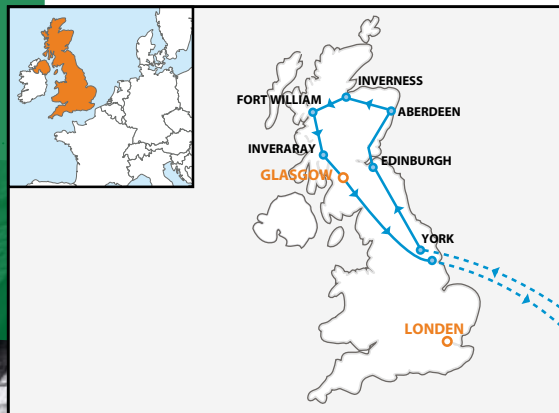 INVERNESS
FORT WILLIAM
ABERDEEN
INVERARAY
EDINBURGH
GLASGOW
YORK
LONDEN